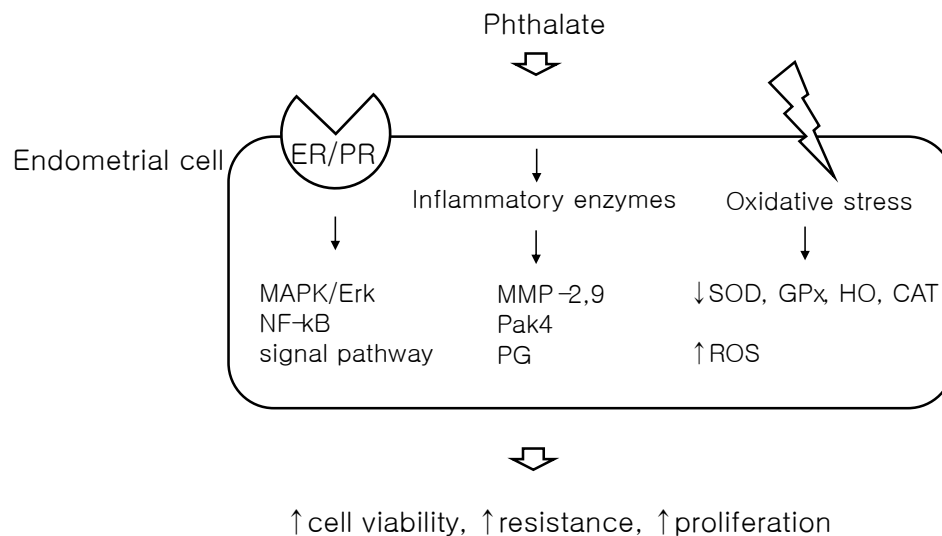 Phthalate
Endometrial cell
ER/PR
Inflammatory enzymes
Oxidative stress
MAPK/Erk
NF-kB
signal pathway
MMP-2,9
Pak4
PG
↓SOD, GPx, HO, CAT
↑ROS
↑cell viability, ↑resistance, ↑proliferation